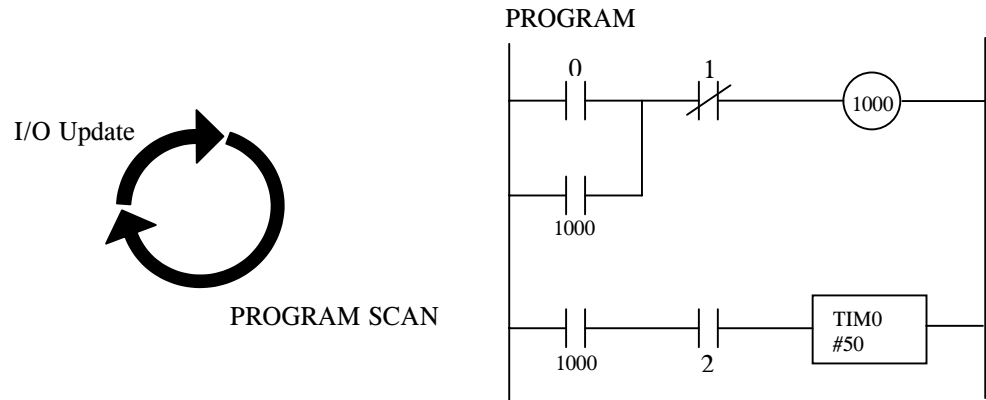 PROGRAM
I/O Update
PROGRAM SCAN
0
1
1000
1000
1000
2
TIM0
#50